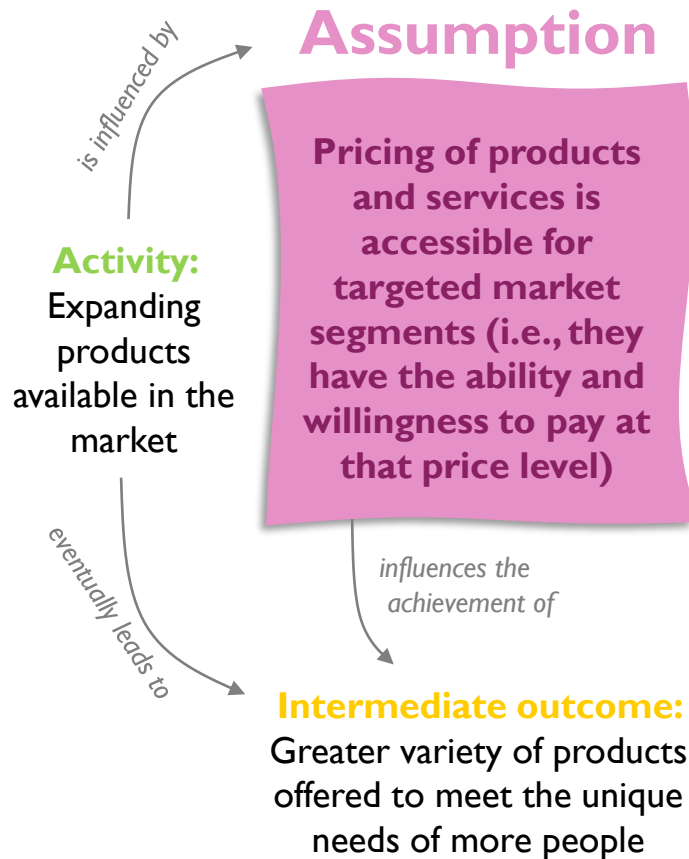 Assumption
is influenced by
Pricing of products
and services is
accessible for
targeted market
segments (i.e., they
have the ability and
willingness to pay at
that price level)
Activity:
Expanding
products
available in the
market
eventually leads to
influences the
achievement of
Intermediate outcome:
Greater variety of products
offered to meet the unique
needs of more people